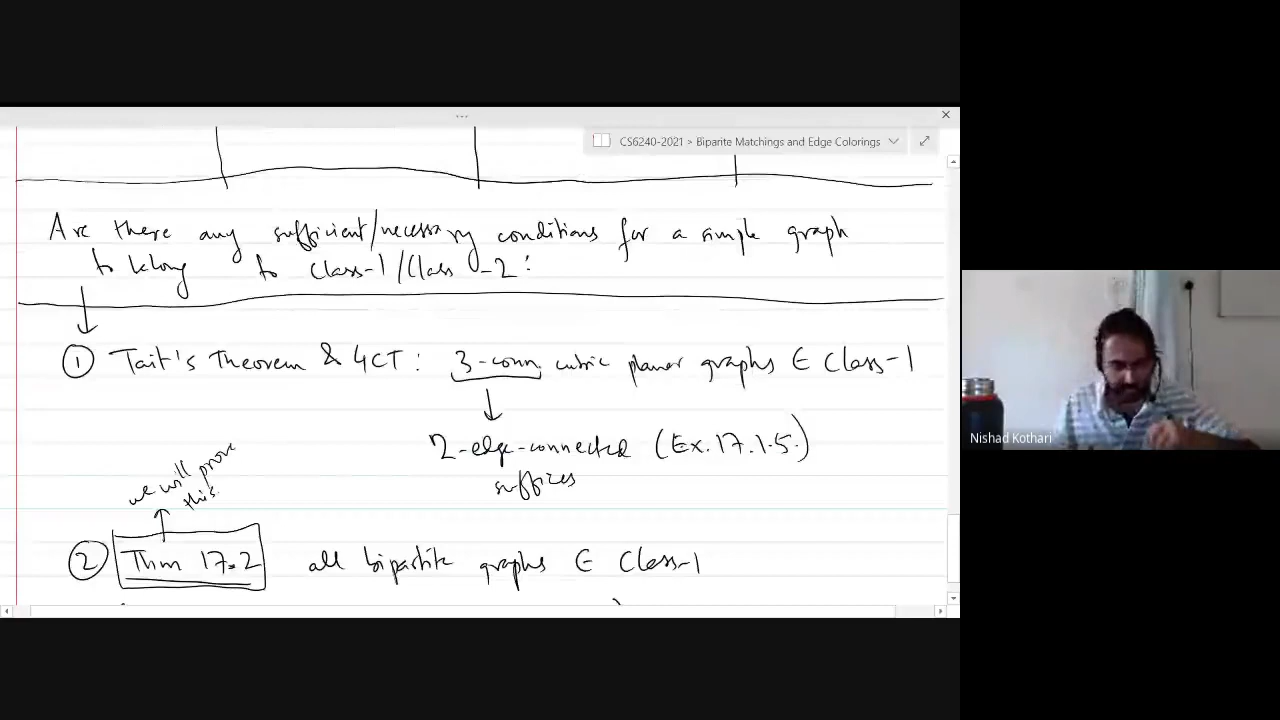 CS6240-2021 > Biparite Matchings and Edge Colorings
Are there any sufficient/necessary conditions for a simple graph
to belong to Class-1/Class-2?
① Tait's Theorem & 4CT: 3-conn. cubic planar graphs ∈ Class-1
2-edge-connected (Ex. 17.1.5.)
suffices
we will prove
this.
② Thm 17.2 all bipartite graphs ∈ Class-1
Nishad Kothari